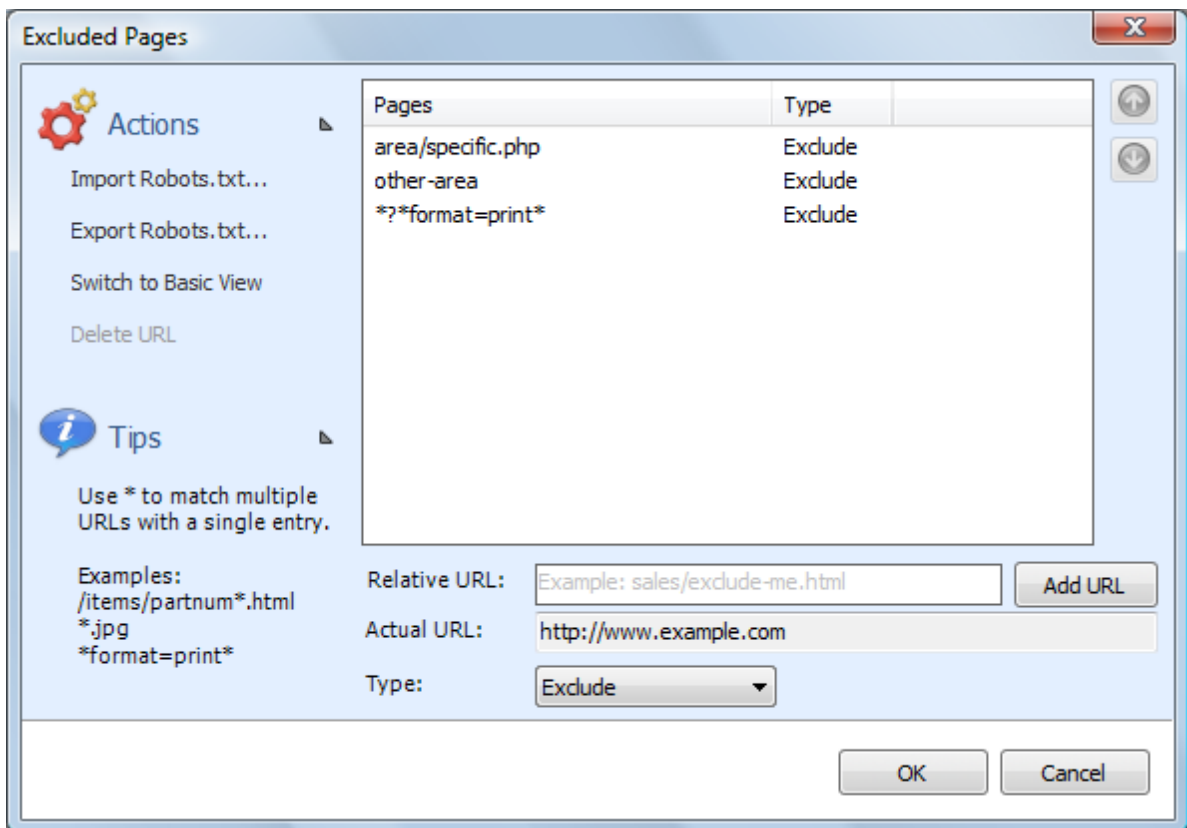 Excluded Pages
Actions
Import Robots.txt...
Export Robots.txt...
Switch to Basic View
Delete URL
Tips
Use * to match multiple
URLs with a single entry.
Examples:
/items/partnum*.html
*.jpg
*format=print*
Pages Type
area/specific.php Exclude
other-area Exclude
*?*format=print* Exclude
Relative URL: Example: sales/exclude-me.html Add URL
Actual URL: http://www.example.com
Type: Exclude
OK Cancel